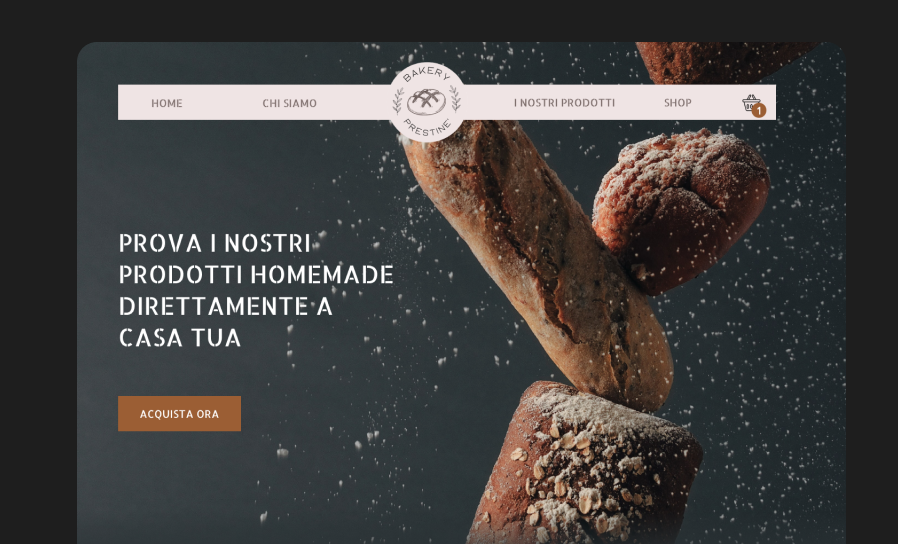 HOME
CHI SIAMO
BAKERY
PRESTINE
I NOSTRI PRODOTTI
SHOP
1
PROVA I NOSTRI
PRODOTTI HOMEMADE
DIRETTAMENTE A
CASA TUA
ACQUISTA ORA